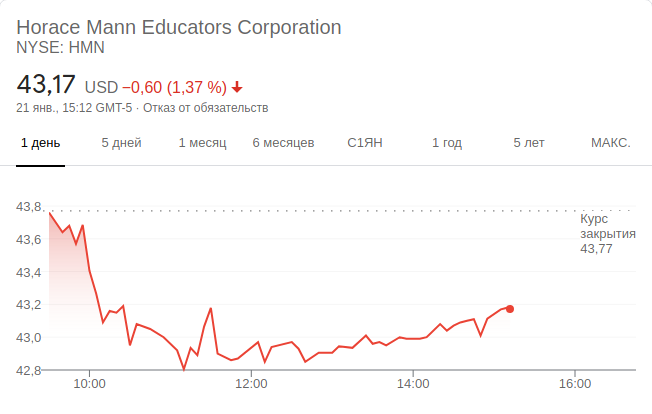 Horace Mann Educators Corporation
NYSE: HMN
43,17 USD −0,60 (1,37 %)
21 янв., 15:12 GMT-5 · Отказ от обязательств
1 день 5 дней 1 месяц 6 месяцев С1ЯН 1 год 5 лет МАКС.
43,8
Курс
закрытия
43,77
43,6
43,4
43,2
43,0
42,8
10:00 12:00 14:00 16:00